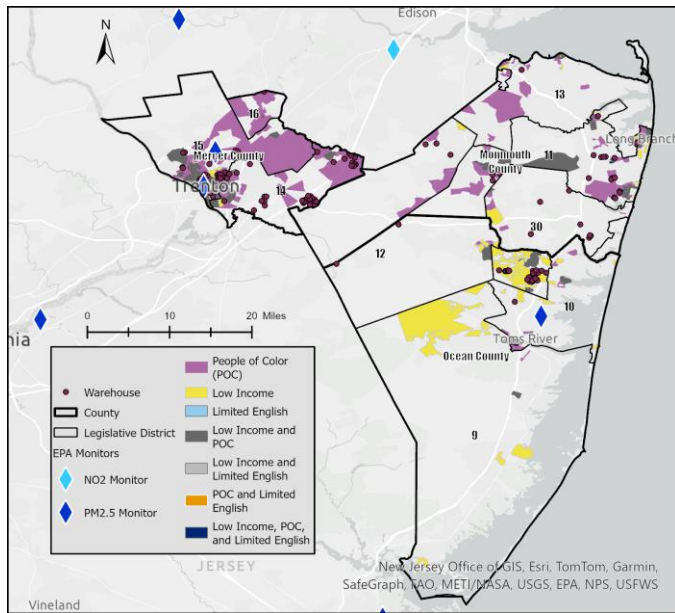 Edison
N
13
16
15
Mercer County
Long Branch
11
Monmouth
County
Trenton
14
30
12
10
Toms River
Ocean County
9
0 5 10 20 Miles
nia
Warehouse
County
Legislative District
EPA Monitors
NO2 Monitor
PM2.5 Monitor
People of Color
(POC)
Low Income
Limited English
Low Income and
POC
Low Income and
Limited English
POC and Limited
English
Low Income, POC,
and Limited English
JERSEY
New Jersey Office of GIS, Esri, TomTom, Garmin,
SafeGraph, FAO, METI/NASA, USGS, EPA, NPS, USFWS
Vineland